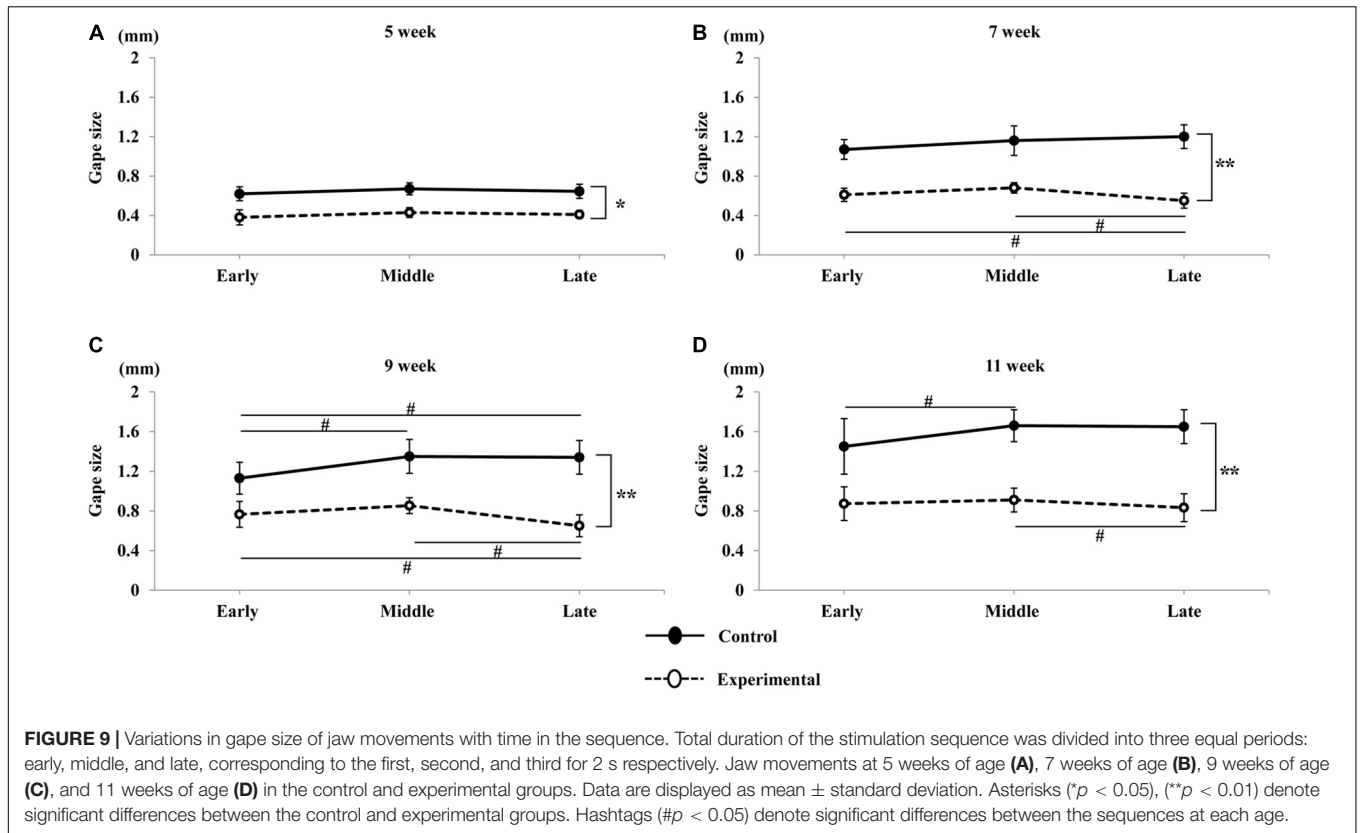 A (mm) 5 week
2
1.6
1.2
0.8
0.4
0
Gape size
*
Early Middle Late
B (mm) 7 week
2
1.6
1.2
0.8
0.4
0
Gape size
**
#
#
Early Middle Late
C (mm) 9 week
2
1.6
1.2
0.8
0.4
0
Gape size
#
#
**
#
#
Early Middle Late
D (mm) 11 week
2
1.6
1.2
0.8
0.4
0
Gape size
#
**
#
Early Middle Late
Control
Experimental
FIGURE 9 | Variations in gape size of jaw movements with time in the sequence. Total duration of the stimulation sequence was divided into three equal periods:
early, middle, and late, corresponding to the first, second, and third for 2 s respectively. Jaw movements at 5 weeks of age (A), 7 weeks of age (B), 9 weeks of age
(C), and 11 weeks of age (D) in the control and experimental groups. Data are displayed as mean ± standard deviation. Asterisks (*p < 0.05), (**p < 0.01) denote
significant differences between the control and experimental groups. Hashtags (#p < 0.05) denote significant differences between the sequences at each age.